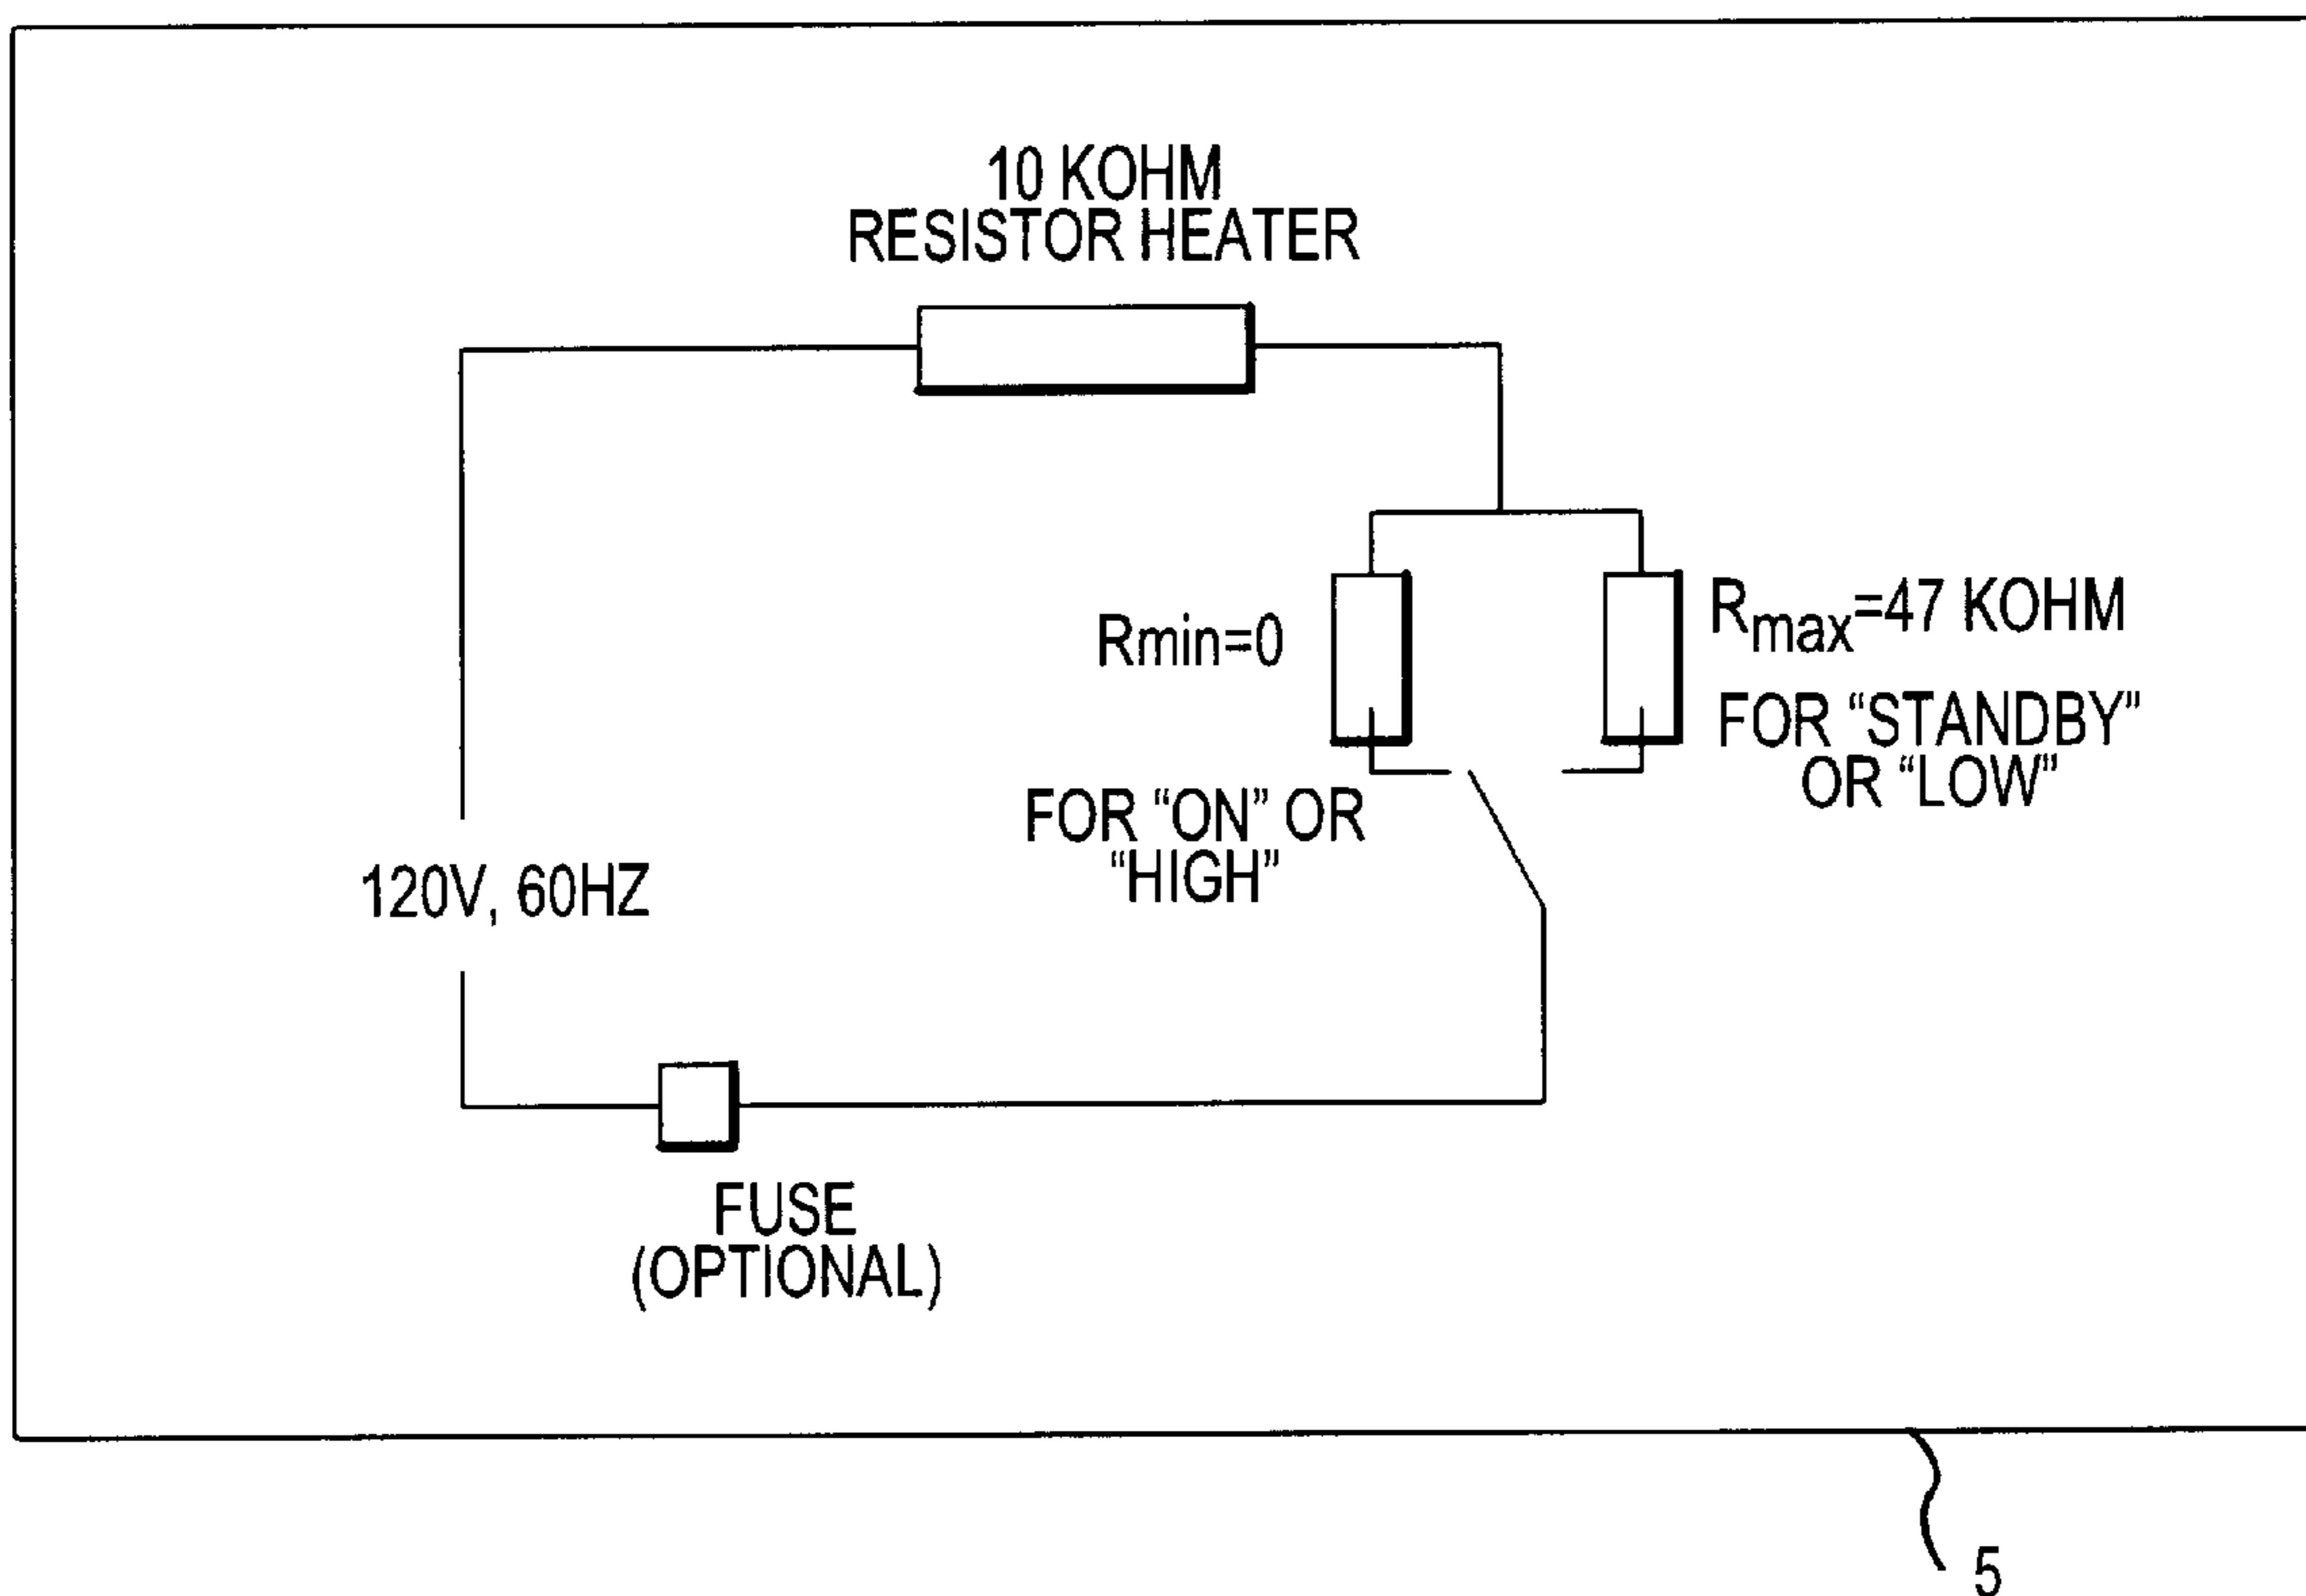 10 KOHM
RESISTOR HEATER
Rmin=0
Rmax=47 KOHM
FOR “STANDBY”
OR “LOW”
FOR “ON” OR
“HIGH”
120V, 60HZ
FUSE
(OPTIONAL)
5